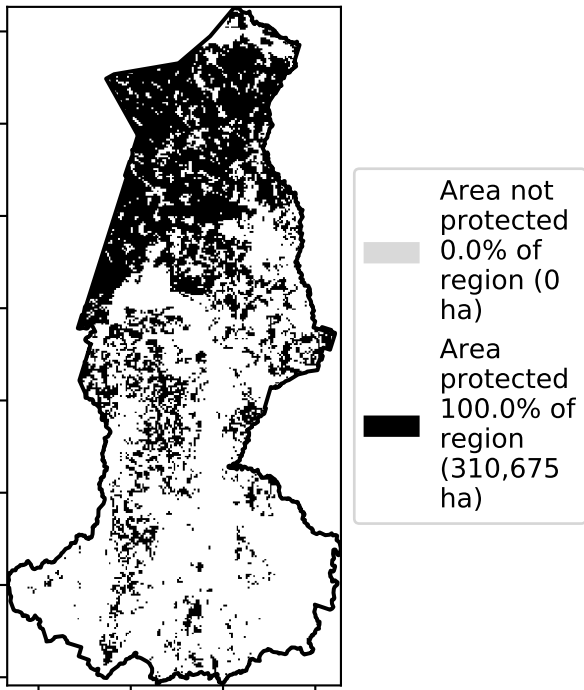 Area not
protected
0.0% of
region (0
ha)
Area
protected
100.0% of
region
(310,675
ha)